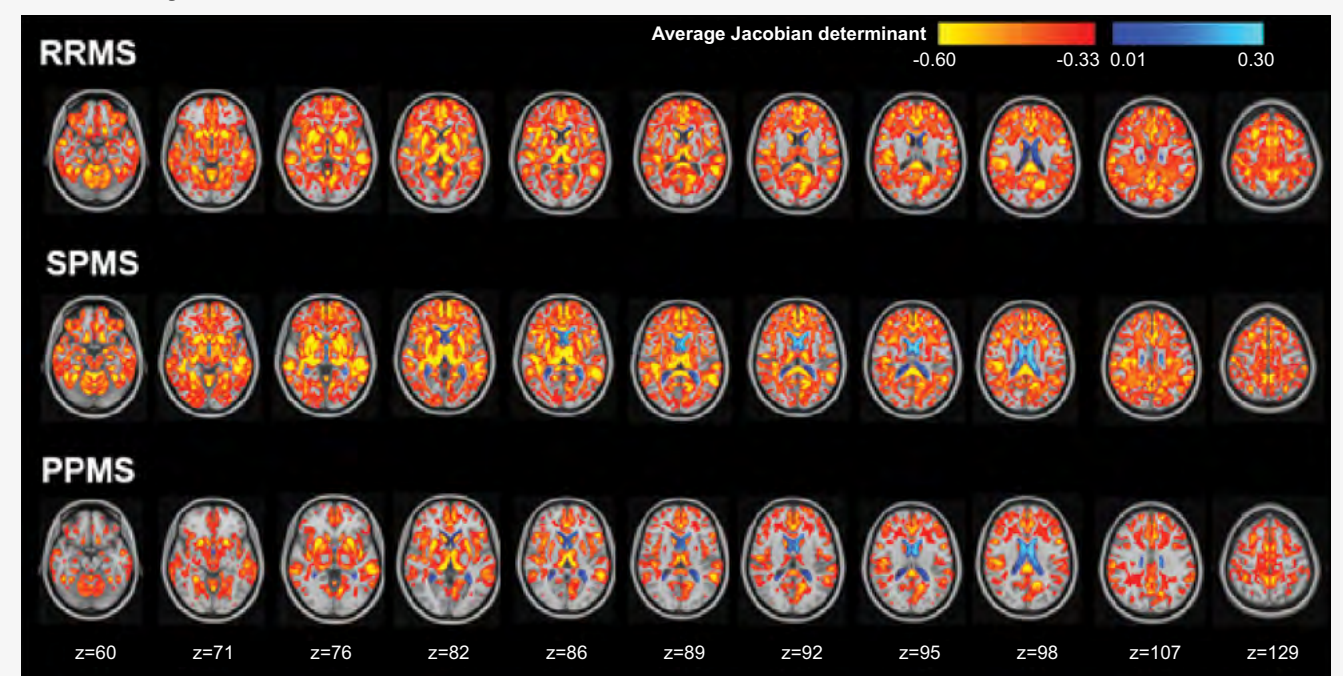 Average Jacobian determinant
-0.60 -0.33 0.01 0.30
RRMS
SPMS
PPMS
z=60 z=71 z=76 z=82 z=86 z=89 z=92 z=95 z=98 z=107 z=129